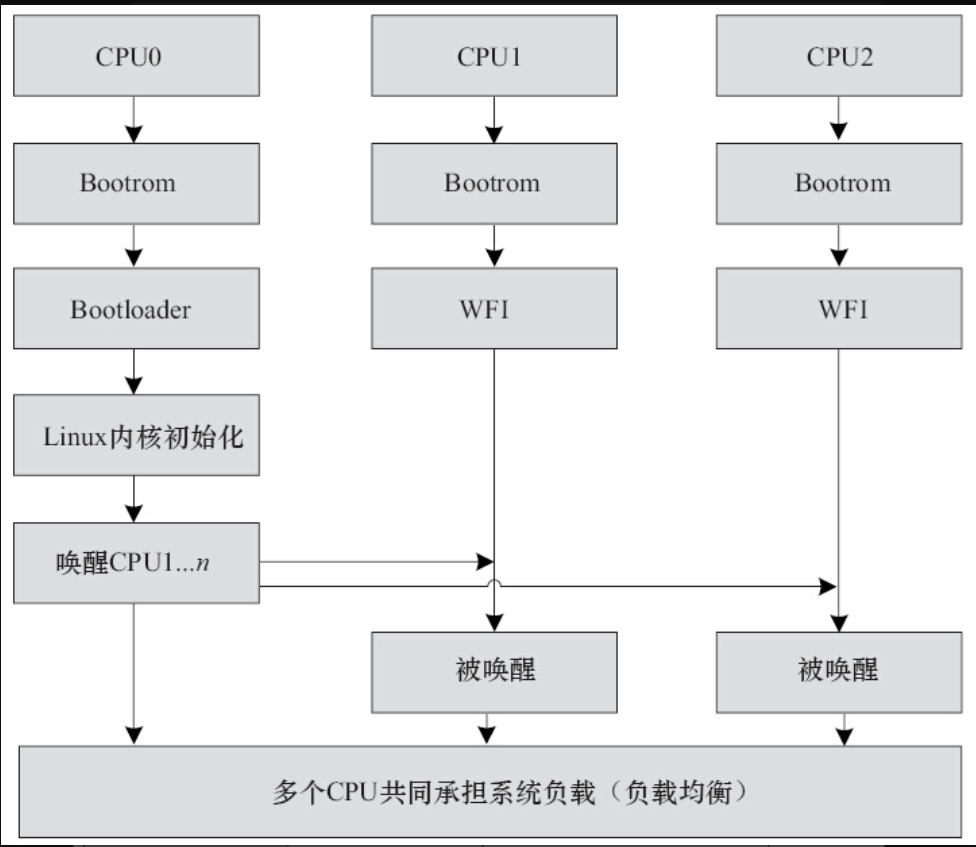 CPU0
CPU1
CPU2
Bootrom
Bootrom
Bootrom
Bootloader
WFI
WFI
Linux内核初始化
唤醒CPU1...n
被唤醒
被唤醒
多个CPU共同承担系统负载（负载均衡）